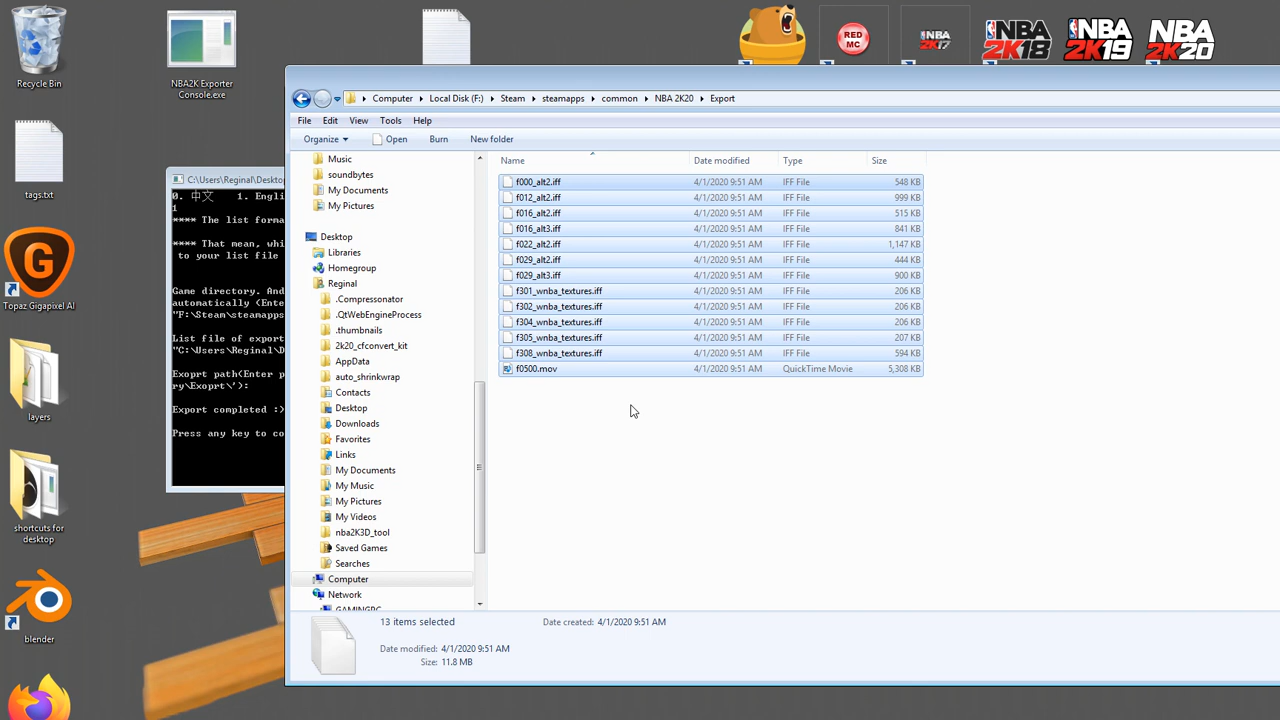 Recycle Bin
NBA2K Exporter
Console.exe
tags.txt
G
Topaz Gigapixel AI
layers
shortcuts for
desktop
blender
RED
MC
NBA
2K17
NBA
2K18
NBA
2K19
NBA
2K20
C:\Users\Reginal\Deskto
0. 中文 1. Engli
1
**** The list forma
**** That mean, whi
to your list file
Game directory. And
automatically (Ente
"F:\Steam\steamapps
List file of export
"C:\Users\Reginal\D
Exoprt path(Enter p
ry\Exoprt\'):
Export completed :)
Press any key to co
Computer Local Disk (F:) Steam steamapps common NBA 2K20 Export
File Edit View Tools Help
Organize Open Burn New folder
Music
soundbytes
My Documents
My Pictures
Desktop
Libraries
Homegroup
Reginal
.Compressonator
.QtWebEngineProcess
.thumbnails
2k20_cfconvert_kit
AppData
auto_shrinkwrap
Contacts
Desktop
Downloads
Favorites
Links
My Documents
My Music
My Pictures
My Videos
nba2K3D_tool
Saved Games
Searches
Computer
Network
GAMINGPC
Name Date modified Type Size
f000_alt2.iff 4/1/2020 9:51 AM IFF File 548 KB
f012_alt2.iff 4/1/2020 9:51 AM IFF File 999 KB
f016_alt2.iff 4/1/2020 9:51 AM IFF File 515 KB
f016_alt3.iff 4/1/2020 9:51 AM IFF File 841 KB
f022_alt2.iff 4/1/2020 9:51 AM IFF File 1,147 KB
f029_alt2.iff 4/1/2020 9:51 AM IFF File 444 KB
f029_alt3.iff 4/1/2020 9:51 AM IFF File 900 KB
f301_wnba_textures.iff 4/1/2020 9:51 AM IFF File 206 KB
f302_wnba_textures.iff 4/1/2020 9:51 AM IFF File 206 KB
f304_wnba_textures.iff 4/1/2020 9:51 AM IFF File 206 KB
f305_wnba_textures.iff 4/1/2020 9:51 AM IFF File 207 KB
f308_wnba_textures.iff 4/1/2020 9:51 AM IFF File 594 KB
f0500.mov 4/1/2020 9:51 AM QuickTime Movie 5,308 KB
13 items selected Date created: 4/1/2020 9:51 AM
Date modified: 4/1/2020 9:51 AM
Size: 11.8 MB